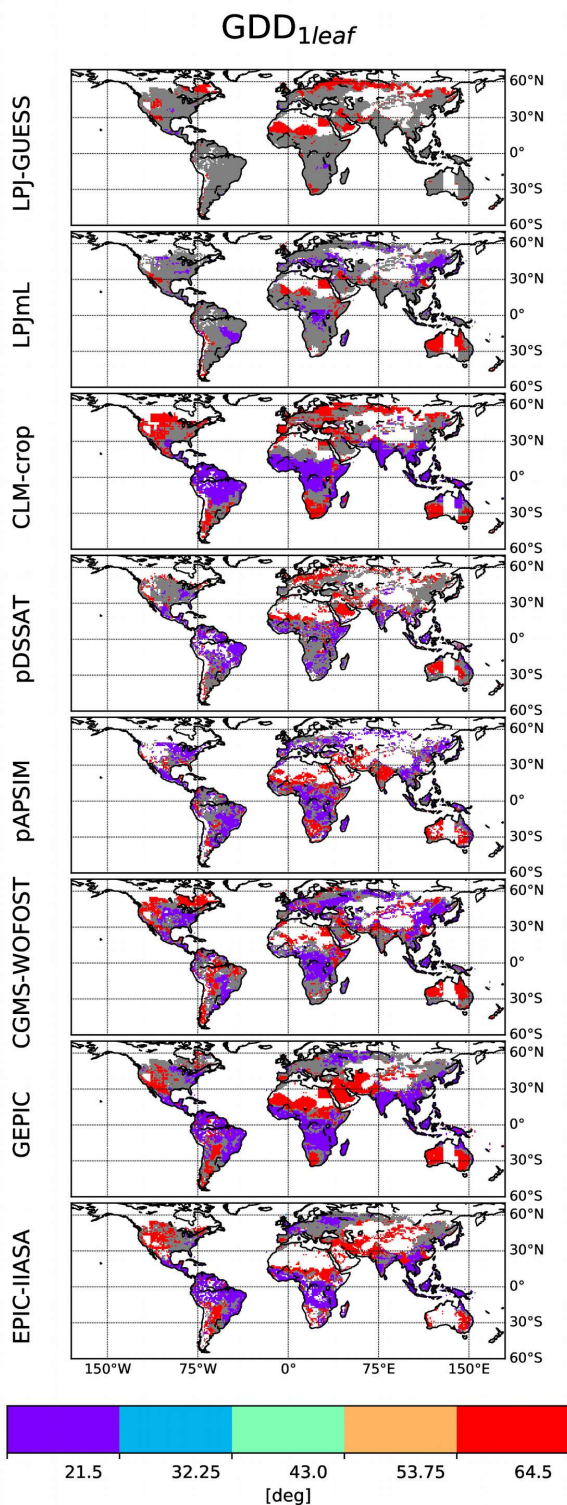 GDD1leaf
LPJ-GUESS
60°N
30°N
0°
30°S
60°S
LPJmL
60°N
30°N
0°
30°S
60°S
CLM-crop
60°N
30°N
0°
30°S
60°S
pDSSAT
60°N
30°N
0°
30°S
60°S
pAPSIM
60°N
30°N
0°
30°S
60°S
CGMS-WOFOST
60°N
30°N
0°
30°S
60°S
GEPIC
60°N
30°N
0°
30°S
60°S
EPIC-IIASA
60°N
30°N
0°
30°S
60°S
150°W 75°W 0° 75°E 150°E
21.5 32.25 43.0 53.75 64.5
[deg]